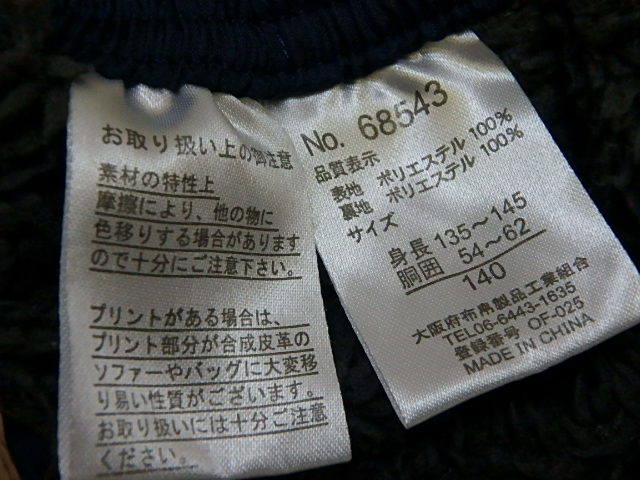 お取り扱い上の御注意
素材の特性上
摩擦により、他の物に
色移りする場合があります
ので十分にご注意下さい。
プリントがある場合は、
プリント部分が合成皮革の
ソファーやバッグに大変移
り易い性質がございます。
お取り扱いには十分ご注意
ください。
No. 68543
品質表示
表地 ポリエステル 100%
裏地 ポリエステル 100%
サイズ
身長 135～145
胴囲 54～62
140
大阪府布帛製品工業組合
TEL06-6443-1635
登録番号 OF-025
MADE IN CHINA